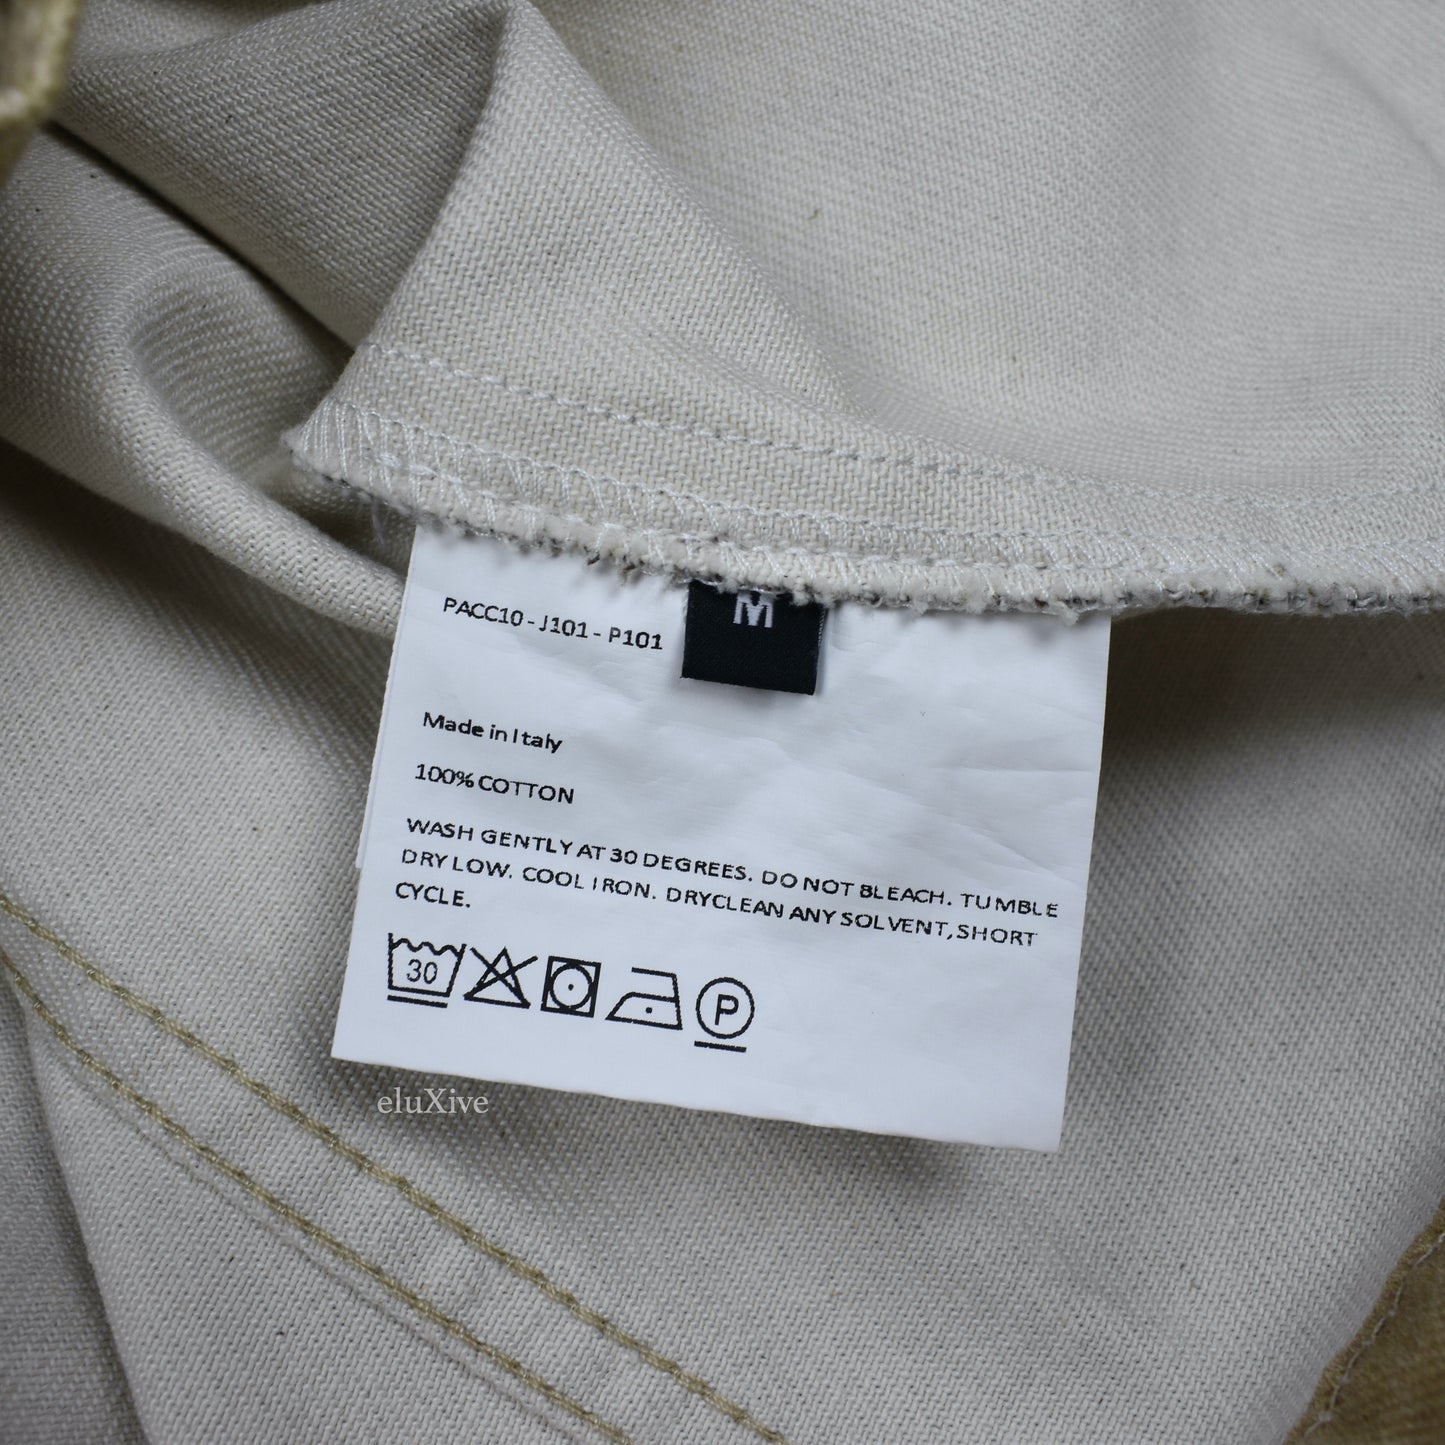 PACC10 - J101 - P101
M
Made in Italy
100% COTTON
WASH GENTLY AT 30 DEGREES. DO NOT BLEACH. TUMBLE
DRY LOW. COOL IRON. DRYCLEAN ANY SOLVENT, SHORT
CYCLE.
30
P
eluXive